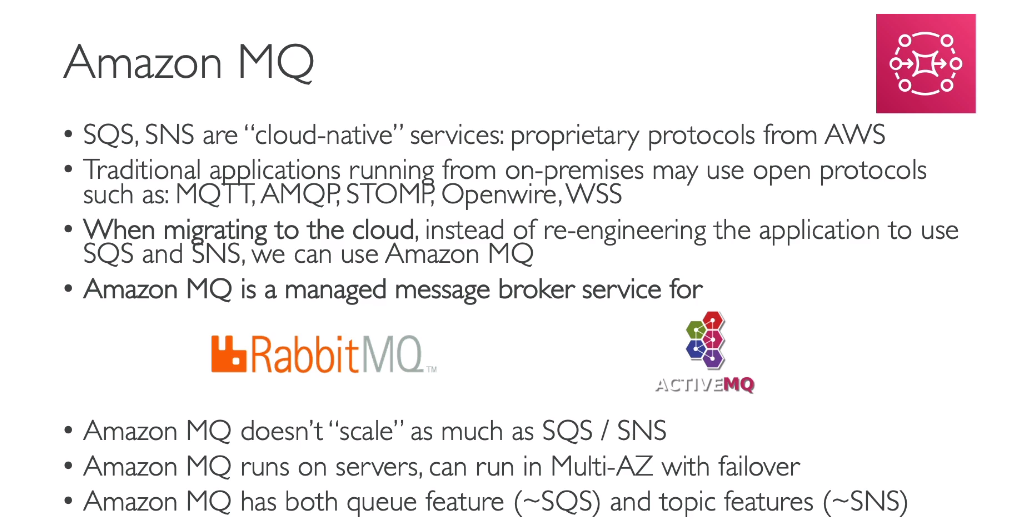 Amazon MQ
• SQS, SNS are “cloud-native” services: proprietary protocols from AWS
• Traditional applications running from on-premises may use open protocols
such as: MQTT, AMQP, STOMP, Openwire, WSS
• When migrating to the cloud, instead of re-engineering the application to use
SQS and SNS, we can use Amazon MQ
• Amazon MQ is a managed message broker service for
RabbitMQ™
ACTIVEMQ
• Amazon MQ doesn’t “scale” as much as SQS / SNS
• Amazon MQ runs on servers, can run in Multi-AZ with failover
• Amazon MQ has both queue feature (~SQS) and topic features (~SNS)